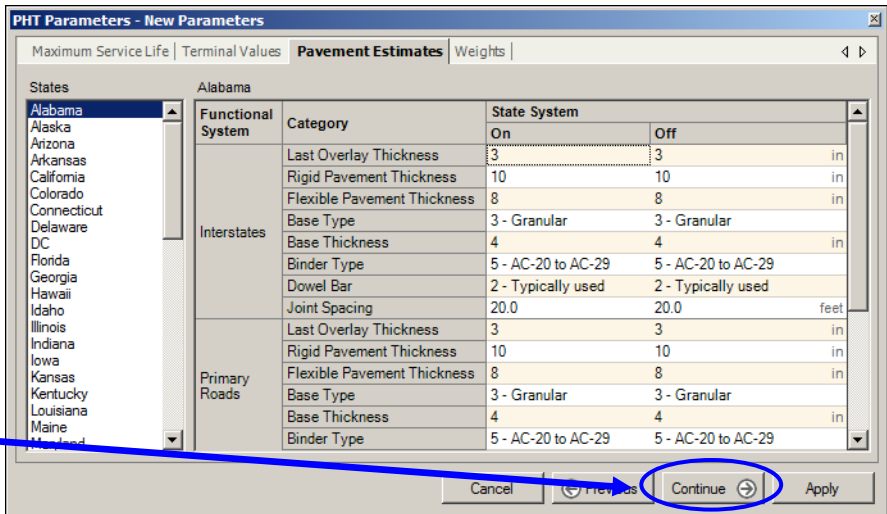 PHT Parameters - New Parameters
Maximum Service Life | Terminal Values Pavement Estimates Weights |
States
Alabama
Alaska
Arizona
Arkansas
California
Colorado
Connecticut
Delaware
DC
Florida
Georgia
Hawaii
Idaho
Illinois
Indiana
Iowa
Kansas
Kentucky
Louisiana
Maine
Maryland
Alabama
Functional System Category State System
On Off
Interstates
Last Overlay Thickness 3 3 in
Rigid Pavement Thickness 10 10 in
Flexible Pavement Thickness 8 8 in
Base Type 3 - Granular 3 - Granular
Base Thickness 4 4 in
Binder Type 5 - AC-20 to AC-29 5 - AC-20 to AC-29
Dowel Bar 2 - Typically used 2 - Typically used
Joint Spacing 20.0 20.0 feet
Primary Roads
Last Overlay Thickness 3 3 in
Rigid Pavement Thickness 10 10 in
Flexible Pavement Thickness 8 8 in
Base Type 3 - Granular 3 - Granular
Base Thickness 4 4 in
Binder Type 5 - AC-20 to AC-29 5 - AC-20 to AC-29
Cancel Previous Continue Apply